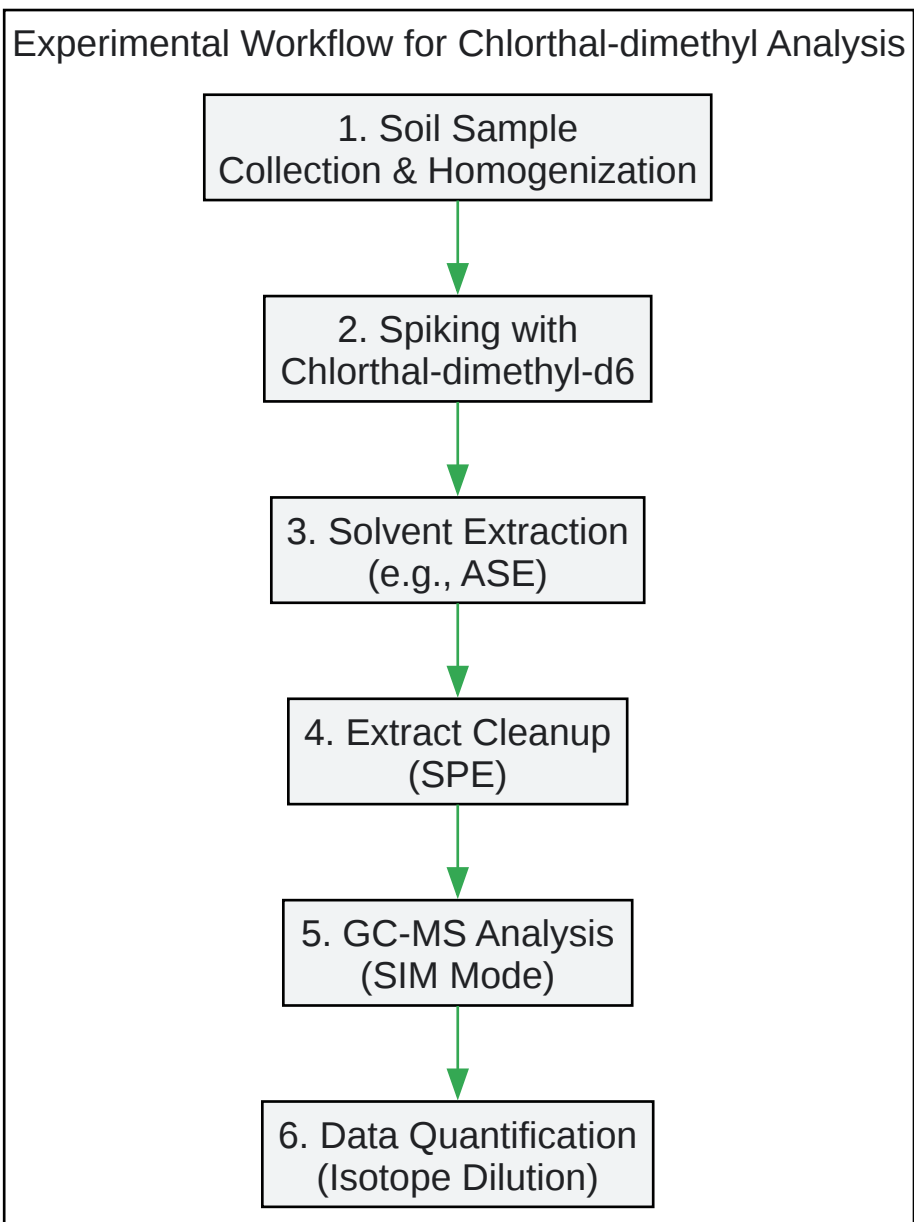 Experimental Workflow for Chlorthal-dimethyl Analysis
1. Soil Sample
Collection & Homogenization
2. Spiking with
Chlorthal-dimethyl-d6
3. Solvent Extraction
(e.g., ASE)
4. Extract Cleanup
(SPE)
5. GC-MS Analysis
(SIM Mode)
6. Data Quantification
(Isotope Dilution)